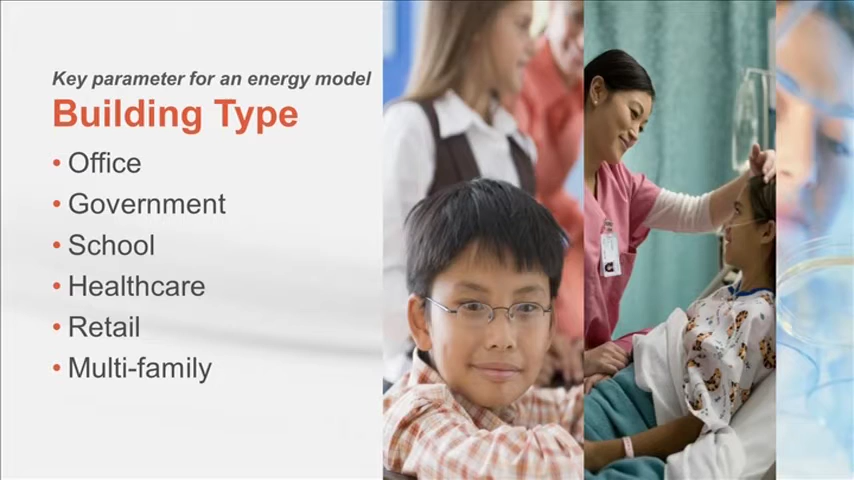 Key parameter for an energy model
Building Type
• Office
• Government
• School
• Healthcare
• Retail
• Multi-family